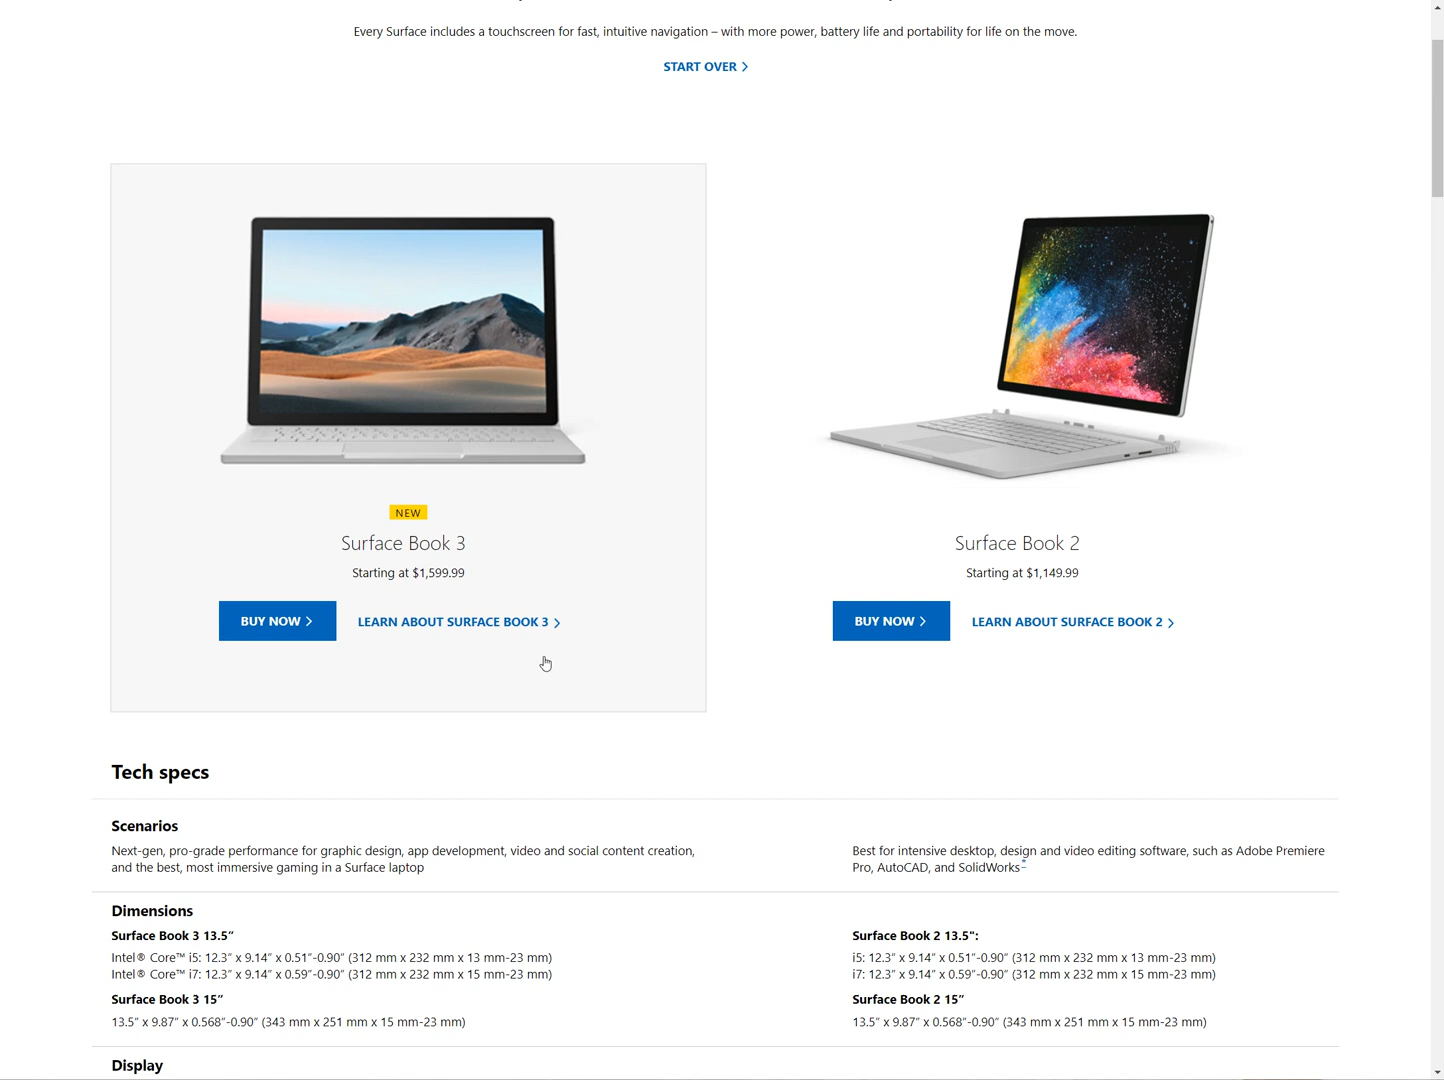 Every Surface includes a touchscreen for fast, intuitive navigation – with more power, battery life and portability for life on the move.
START OVER
NEW
Surface Book 3
Starting at $1,599.99
BUY NOW
LEARN ABOUT SURFACE BOOK 3
Surface Book 2
Starting at $1,149.99
BUY NOW
LEARN ABOUT SURFACE BOOK 2
Tech specs
Scenarios
Next-gen, pro-grade performance for graphic design, app development, video and social content creation,
and the best, most immersive gaming in a Surface laptop
Best for intensive desktop, design and video editing software, such as Adobe Premiere
Pro, AutoCAD, and SolidWorks*
Dimensions
Surface Book 3 13.5”
Intel® Core™ i5: 12.3” x 9.14” x 0.51”-0.90” (312 mm x 232 mm x 13 mm-23 mm)
Intel® Core™ i7: 12.3” x 9.14” x 0.59”-0.90” (312 mm x 232 mm x 15 mm-23 mm)
Surface Book 3 15”
13.5” x 9.87” x 0.568”-0.90” (343 mm x 251 mm x 15 mm-23 mm)
Surface Book 2 13.5":
i5: 12.3” x 9.14” x 0.51”-0.90” (312 mm x 232 mm x 13 mm-23 mm)
i7: 12.3” x 9.14” x 0.59”-0.90” (312 mm x 232 mm x 15 mm-23 mm)
Surface Book 2 15”
13.5” x 9.87” x 0.568”-0.90” (343 mm x 251 mm x 15 mm-23 mm)
Display